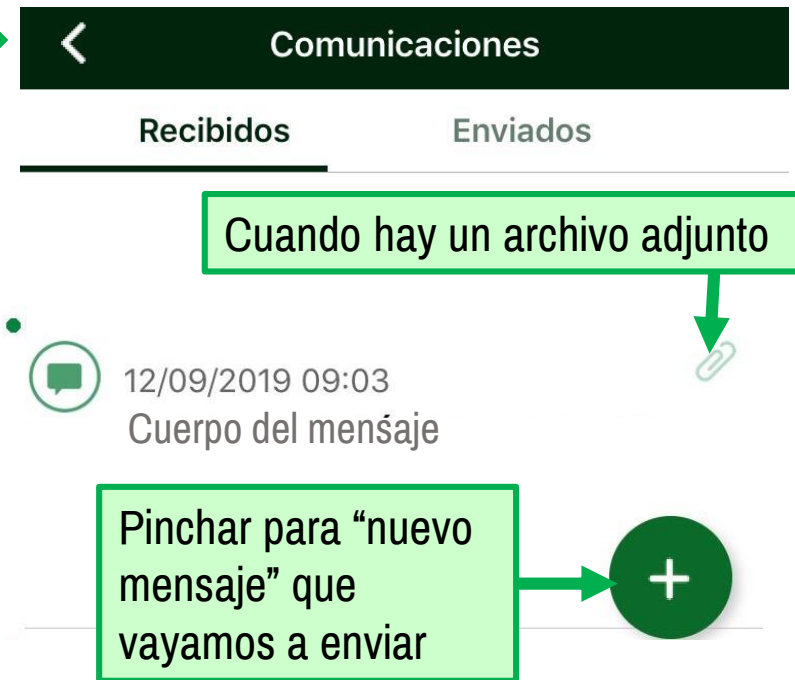 Comunicaciones
Recibidos Enviados
Cuando hay un archivo adjunto
12/09/2019 09:03
Cuerpo del menśaje
Pinchar para “nuevo
mensaje” que
vayamos a enviar